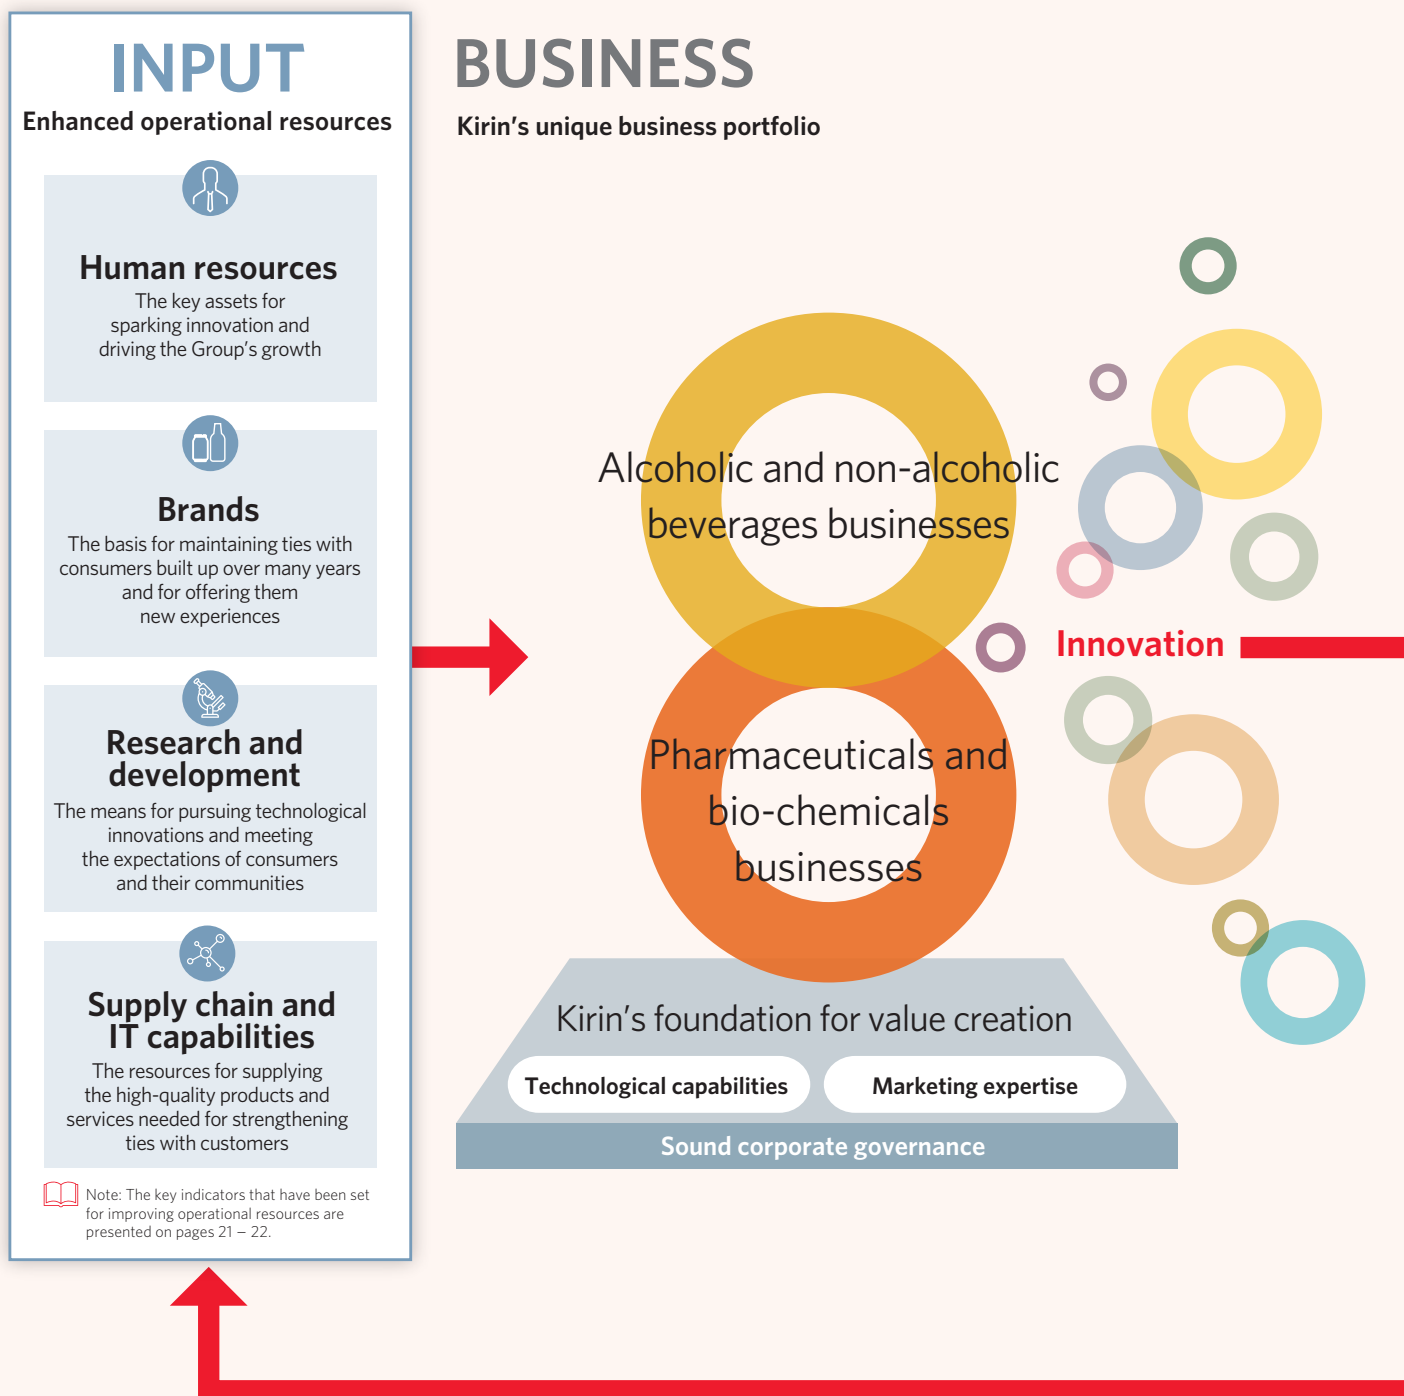 INPUT
Enhanced operational resources
Human resources
The key assets for
sparking innovation and
driving the Group’s growth
Brands
The basis for maintaining ties with
consumers built up over many years
and for offering them
new experiences
Research and
development
The means for pursuing technological
innovations and meeting
the expectations of consumers
and their communities
Supply chain and
IT capabilities
The resources for supplying
the high-quality products and
services needed for strengthening
ties with customers
Note: The key indicators that have been set
for improving operational resources are
presented on pages 21 – 22.
BUSINESS
Kirin’s unique business portfolio
Alcoholic and non-alcoholic
beverages businesses
Innovation
Pharmaceuticals and
bio-chemicals
businesses
Kirin’s foundation for value creation
Technological capabilities
Marketing expertise
Sound corporate governance